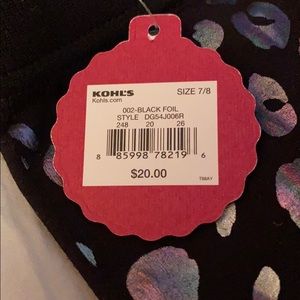 KOHL'S SIZE 7/8
Kohls.com
002-BLACK FOIL
STYLE DG54J006R
248 20 26
8 85998 78219 6
$20.00